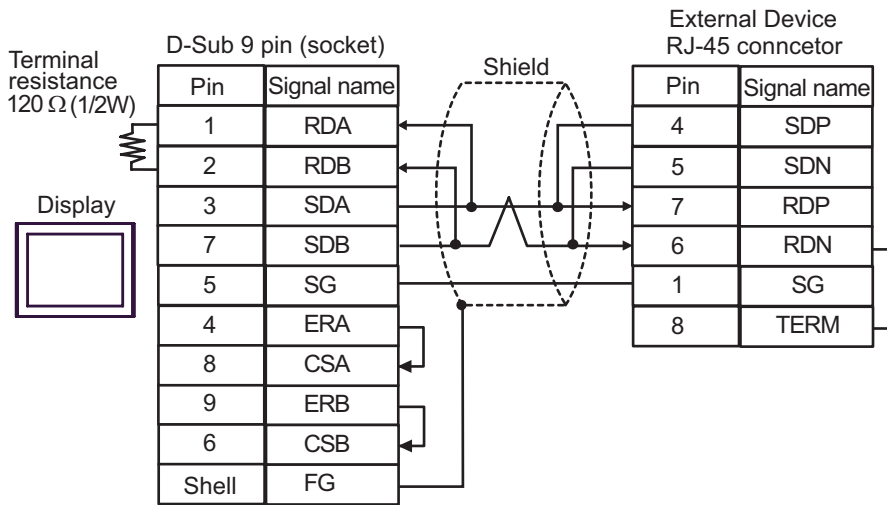 External Device
RJ-45 conncetor
D-Sub 9 pin (socket)
Terminal
resistance
120 Ω (1/2W)
Shield
Display
Pin Signal name
1 RDA
2 RDB
3 SDA
7 SDB
5 SG
4 ERA
8 CSA
9 ERB
6 CSB
Shell FG
Pin Signal name
4 SDP
5 SDN
7 RDP
6 RDN
1 SG
8 TERM